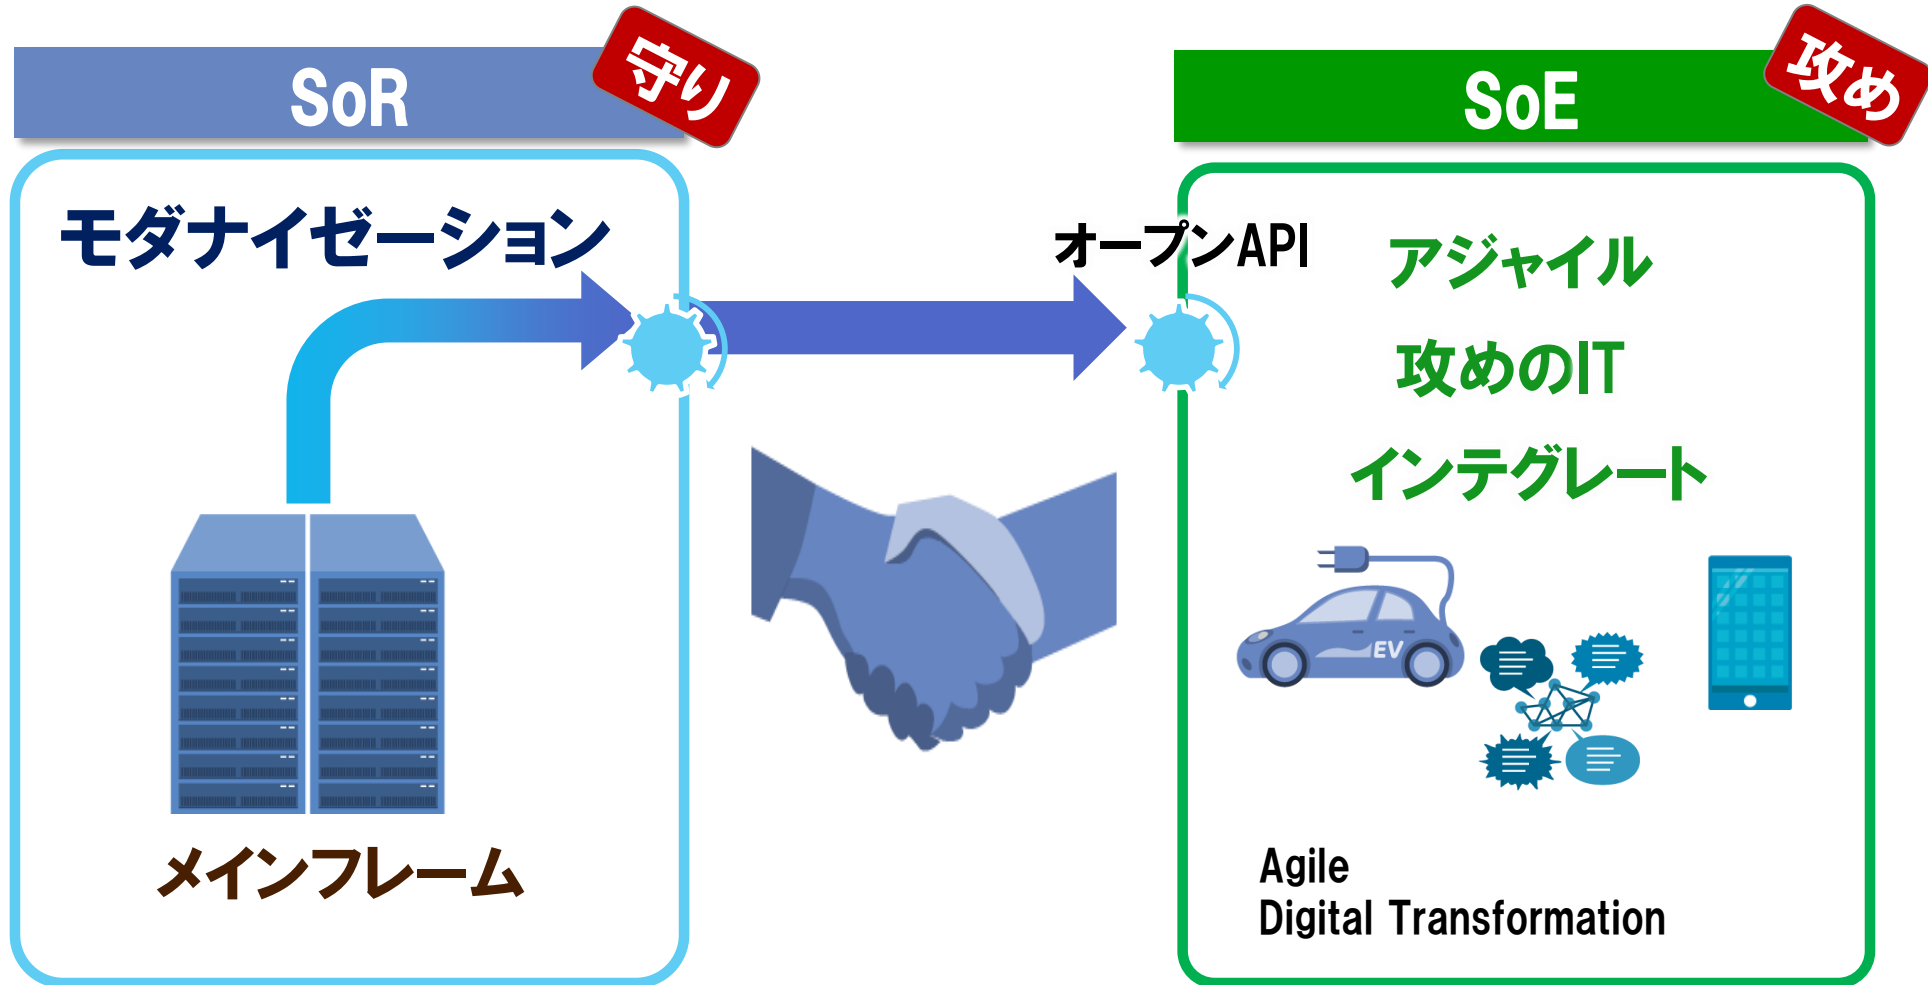 SoR
守り
モダナイゼーション
メインフレーム
オープンAPI
SoE
攻め
アジャイル
攻めのIT
インテグレート
EV
Agile
Digital Transformation